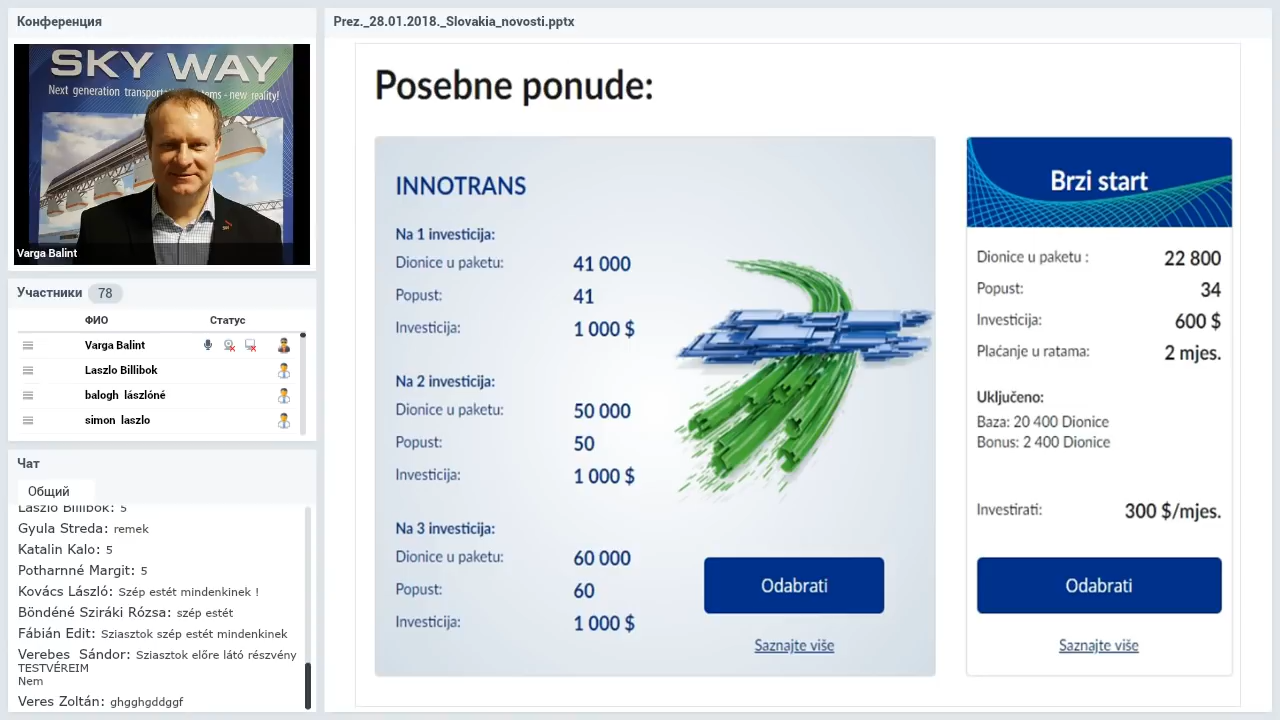 Конференция
SKY WAY
Next generation
Varga Balint
Участники 78
ФИО Статус
Varga Balint
Laszlo Billibok
balogh lászlóné
simon laszlo
Чат
Общий
Laszlo Billibok: 5
Gyula Streda: remek
Katalin Kalo: 5
Potharnné Margit: 5
Kovács László: Szép estét mindenkinek !
Böndéné Sziráki Rózsa: szép estét
Fábián Edit: Sziasztok szép estét mindenkinek
Verebes Sándor: Sziasztok előre látó részvény
TESTVÉREIM
Nem
Veres Zoltán: ghgghgddggf
Prez._28.01.2018._Slovakia_novosti.pptx
Posebne ponude:
INNOTRANS
Na 1 investicija:
Dionice u paketu: 41 000
Popust: 41
Investicija: 1 000 $
Na 2 investicija:
Dionice u paketu: 50 000
Popust: 50
Investicija: 1 000 $
Na 3 investicija:
Dionice u paketu: 60 000
Popust: 60
Investicija: 1 000 $
Odabrati
Saznajte više
Brzi start
Dionice u paketu : 22 800
Popust: 34
Investicija: 600 $
Plaćanje u ratama: 2 mjes.
Uključeno:
Baza: 20 400 Dionice
Bonus: 2 400 Dionice
Investirati: 300 $/mjes.
Odabrati
Saznajte više